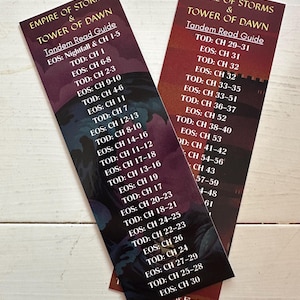 EMPIRE OF STORMS
&
TOWER OF DAWN
Tandem Read Guide
EOS: Nightfall & CH 1-5
TOD: CH 1
EOS: CH 6-8
TOD: CH 2-3
EOS: CH 9-10
TOD: CH 4-6
EOS: CH 11
TOD: CH 7
EOS: CH 12-13
TOD: CH 8-10
EOS: CH 14-16
TOD: CH 11-12
EOS: CH 17-18
TOD: CH 13-16
EOS: CH 19
TOD: CH 17
EOS: CH 20-23
TOD: CH 18-21
EOS: CH 24-25
TOD: CH 22-23
EOS: CH 26
TOD: CH 24
EOS: CH 27-29
TOD: CH 25-28
EOS: CH 30
OF STORMS
&
TOWER OF DAWN
Tandem Read Guide
TOD: CH 29-31
EOS: CH 31
TOD: CH 32
EOS: CH 32
TOD: CH 33-35
EOS: CH 33-51
TOD: CH 36-37
EOS: CH 52
TOD: CH 38-40
EOS: CH 53
CH 41-42
CH 54-56
CH 43
57-59